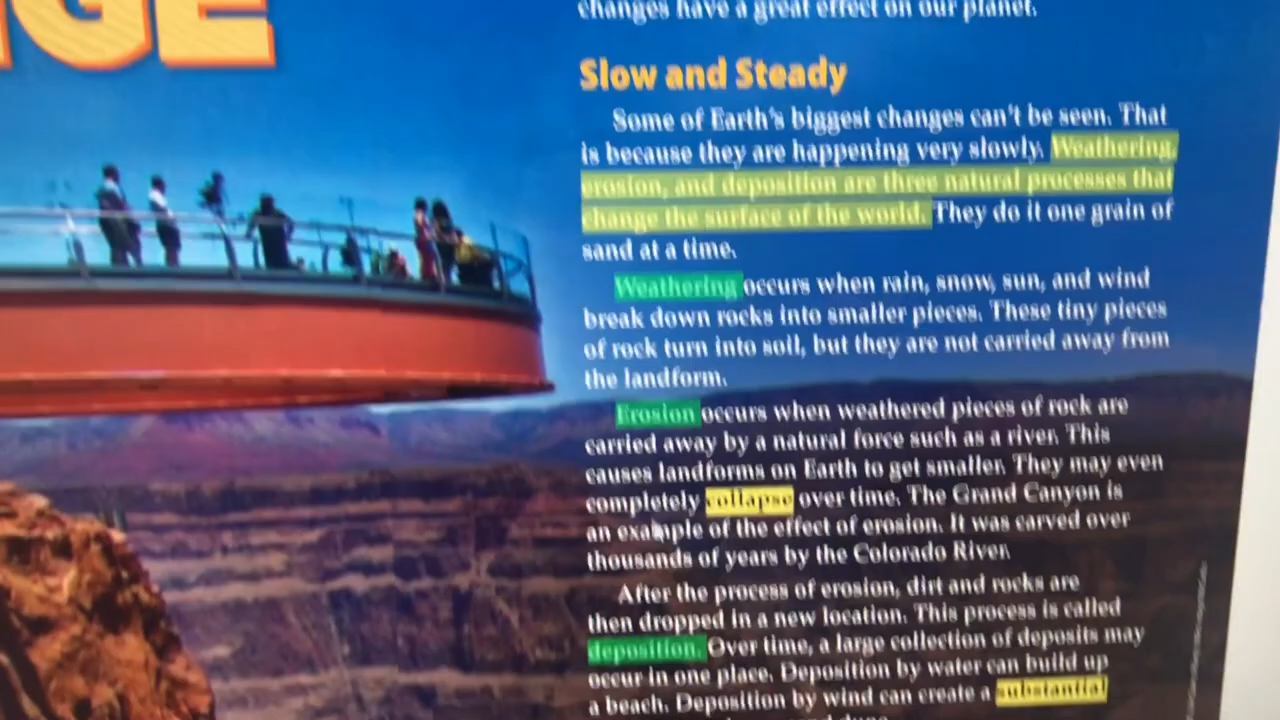 NGE
changes have a great effect on our planet.
Slow and Steady
Some of Earth's biggest changes can't be seen. That
is because they are happening very slowly. Weathering,
erosion, and deposition are three natural processes that
change the surface of the world. They do it one grain of
sand at a time.
Weathering occurs when rain, snow, sun, and wind
break down rocks into smaller pieces. These tiny pieces
of rock turn into soil, but they are not carried away from
the landform.
Erosion occurs when weathered pieces of rock are
carried away by a natural force such as a river. This
causes landforms on Earth to get smaller. They may even
completely collapse over time. The Grand Canyon is
an example of the effect of erosion. It was carved over
thousands of years by the Colorado River.
After the process of erosion, dirt and rocks are
then dropped in a new location. This process is called
deposition. Over time, a large collection of deposits may
occur in one place. Deposition by water can build up
a beach. Deposition by wind can create a substantial